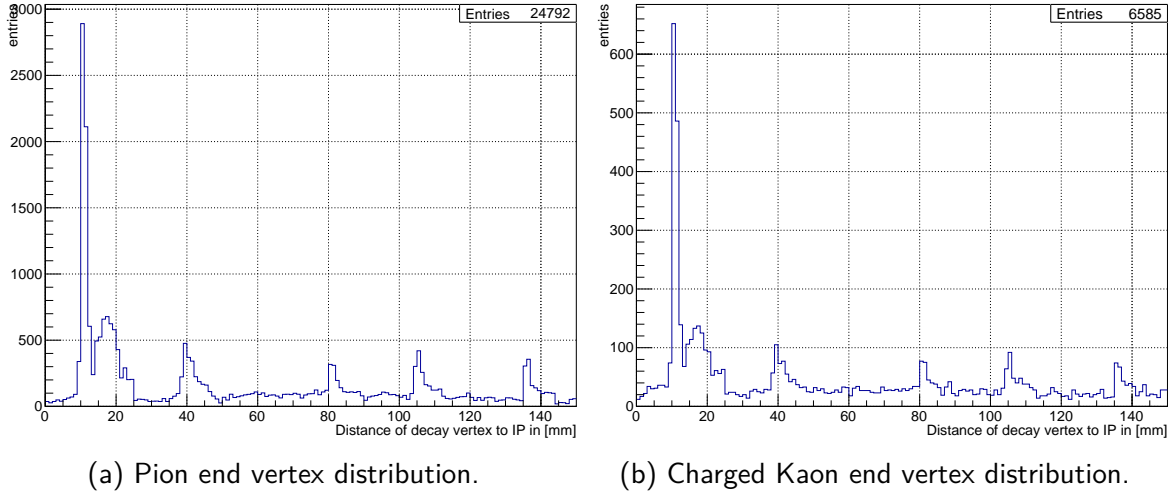 Entries 24792
entries
3000
2500
2000
1500
1000
500
0
0 20 40 60 80 100 120 140
Distance of decay vertex to IP in [mm]
(a) Pion end vertex distribution.
Entries 6585
entries
600
500
400
300
200
100
0
0 20 40 60 80 100 120 140
Distance of decay vertex to IP in [mm]
(b) Charged Kaon end vertex distribution.